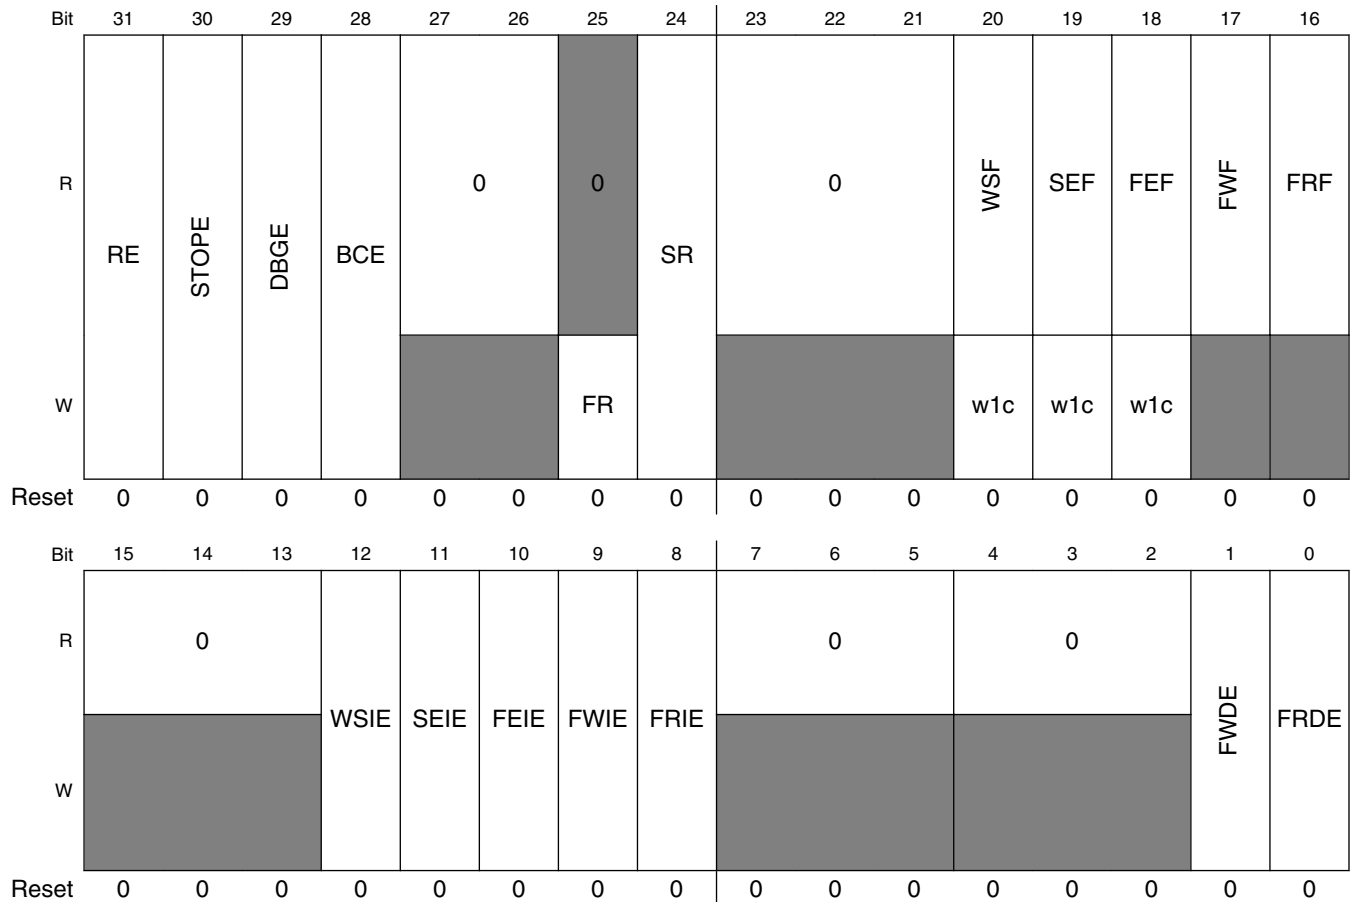 Bit 31 30 29 28 27 26 25 24 23 22 21 20 19 18 17 16
R 0 0 0 WSF SEF FEF FWF FRF
RE STOPE DBGE BCE SR
W FR w1c w1c w1c
Reset 0 0 0 0 0 0 0 0 0 0 0 0 0 0 0 0
Bit 15 14 13 12 11 10 9 8 7 6 5 4 3 2 1 0
R 0 0 0
WSIE SEIE FEIE FWIE FRIE FWDE FRDE
W
Reset 0 0 0 0 0 0 0 0 0 0 0 0 0 0 0 0